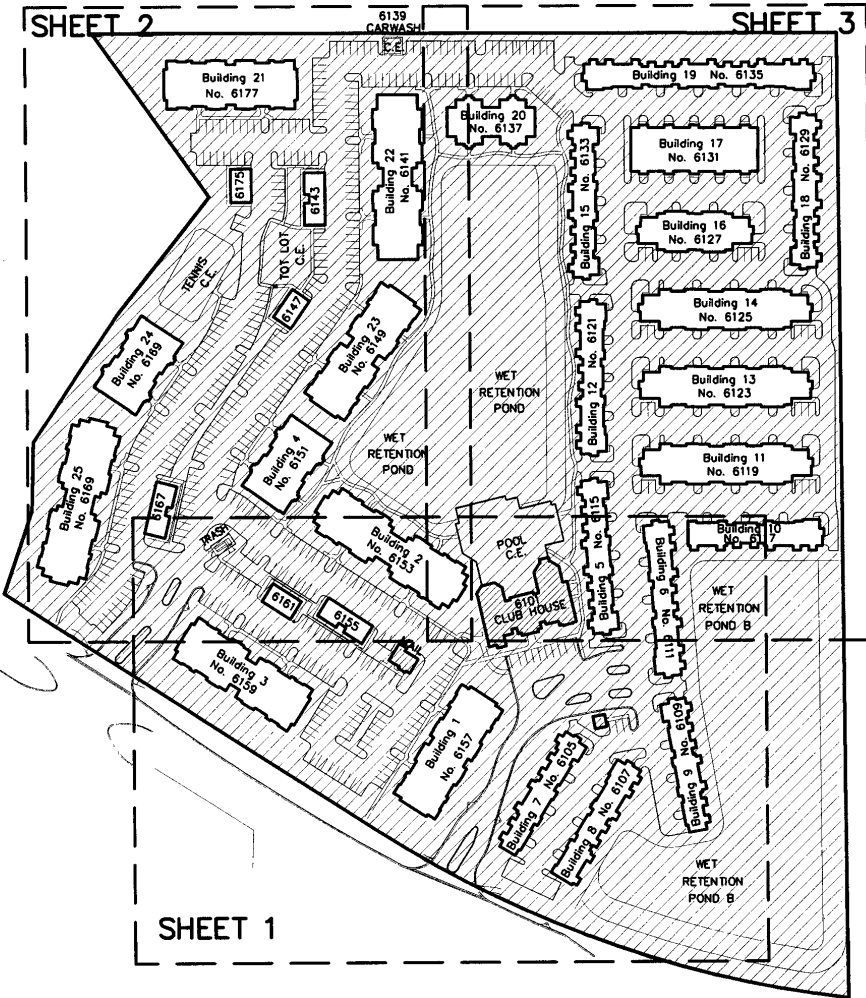 6139
CARWASH
C.E.
SHEET 2
SHEET 3
Building 21
No. 6177
Building 19 No. 6135
Building 20
No. 6137
Building 22
No. 6141
Building 15 No. 6133
Building 17
No. 6131
Building 18 No. 6129
6175
6143
Building 16
No. 6127
TENNIS
C.E.
TOT LOT
C.E.
6147
Building 14
No. 6125
Building 23
No. 6149
Building 24
No. 6169
Building 12 No. 6121
WET
RETENTION
POND
Building 13
No. 6123
Building 4
No. 6151
WET
RETENTION
POND
Building 11
No. 6119
Building 25
No. 6169
6167
TRASH
Building 2
No. 6153
POOL
C.E.
Building 5 No. 6115
Building 10
No.
Building 6 No. 6111
WET
RETENTION
POND B
6161
6155
CLUB HOUSE
Building 3
No. 6159
Building 1
No. 6157
Building 7 No. 6105
Building 8 No. 6107
Building 9 No. 6109
WET
RETENTION
POND B
SHEET 1